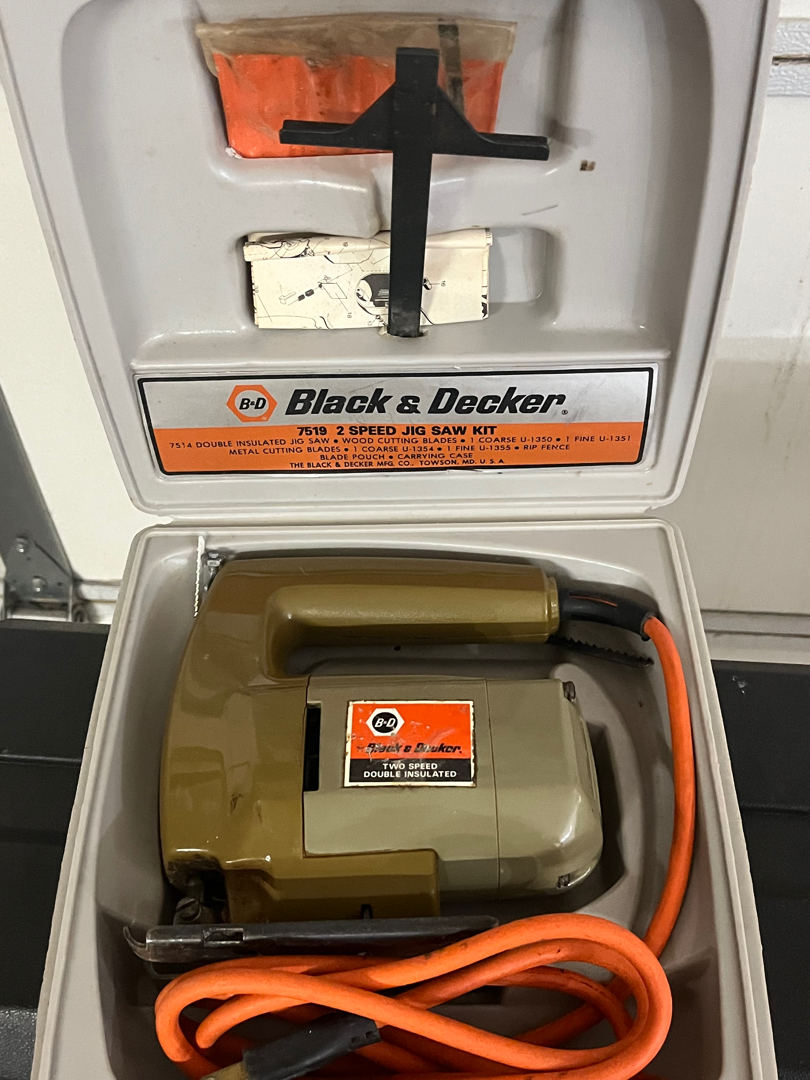 B&D Black & Decker®
7519 2 SPEED JIG SAW KIT
7514 DOUBLE INSULATED JIG SAW • WOOD CUTTING BLADES • 1 COARSE U-1350 • 1 FINE U-1351
METAL CUTTING BLADES • 1 COARSE U-1354 • 1 FINE U-1355 • RIP FENCE
BLADE POUCH • CARRYING CASE
THE BLACK & DECKER MFG. CO., TOWSON, MD. U.S.A
B&D
Black & Decker.
TWO SPEED
DOUBLE INSULATED